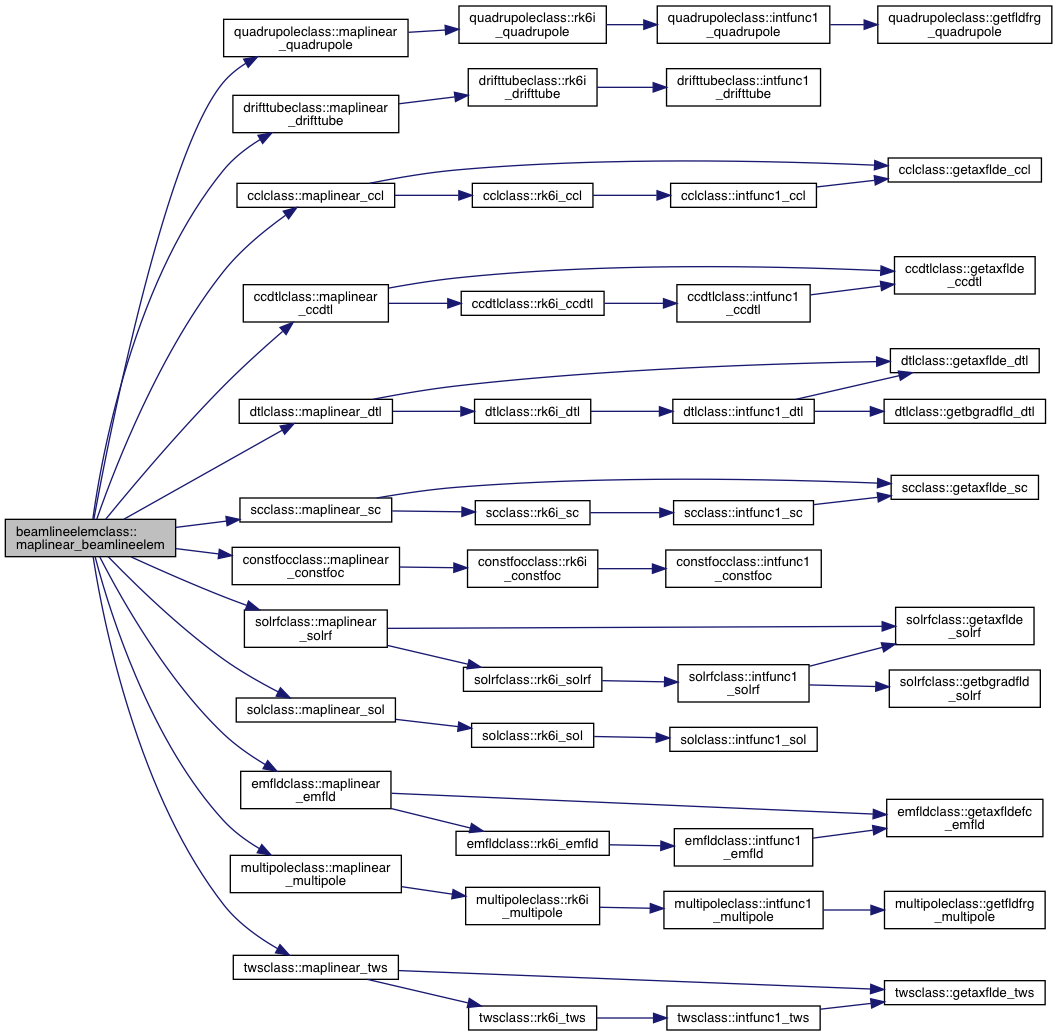 beamlineelemclass::
maplinear_beamlineelem
quadrupoleclass::maplinear
_quadrupole
quadrupoleclass::rk6i
_quadrupole
quadrupoleclass::intfunc1
_quadrupole
quadrupoleclass::getfldfrg
_quadrupole
drifttubeclass::maplinear
_drifttube
drifttubeclass::rk6i
_drifttube
drifttubeclass::intfunc1
_drifttube
cclclass::maplinear_ccl
cclclass::rk6i_ccl
cclclass::intfunc1_ccl
cclclass::getaxflde_ccl
ccdtlclass::maplinear
_ccdtl
ccdtlclass::rk6i_ccdtl
ccdtlclass::intfunc1
_ccdtl
ccdtlclass::getaxflde
_ccdtl
dtlclass::maplinear_dtl
dtlclass::rk6i_dtl
dtlclass::intfunc1_dtl
dtlclass::getaxflde_dtl
dtlclass::getbgradfld_dtl
scclass::maplinear_sc
scclass::rk6i_sc
scclass::intfunc1_sc
scclass::getaxflde_sc
constfocclass::maplinear
_constfoc
constfocclass::rk6i
_constfoc
constfocclass::intfunc1
_constfoc
solrfclass::maplinear
_solrf
solrfclass::rk6i_solrf
solrfclass::intfunc1
_solrf
solrfclass::getaxflde
_solrf
solrfclass::getbgradfld
_solrf
solclass::maplinear_sol
solclass::rk6i_sol
solclass::intfunc1_sol
emfldclass::maplinear
_emfld
emfldclass::rk6i_emfld
emfldclass::intfunc1
_emfld
emfldclass::getaxfldefc
_emfld
multipoleclass::maplinear
_multipole
multipoleclass::rk6i
_multipole
multipoleclass::intfunc1
_multipole
multipoleclass::getfldfrg
_multipole
twsclass::maplinear_tws
twsclass::rk6i_tws
twsclass::intfunc1_tws
twsclass::getaxflde_tws